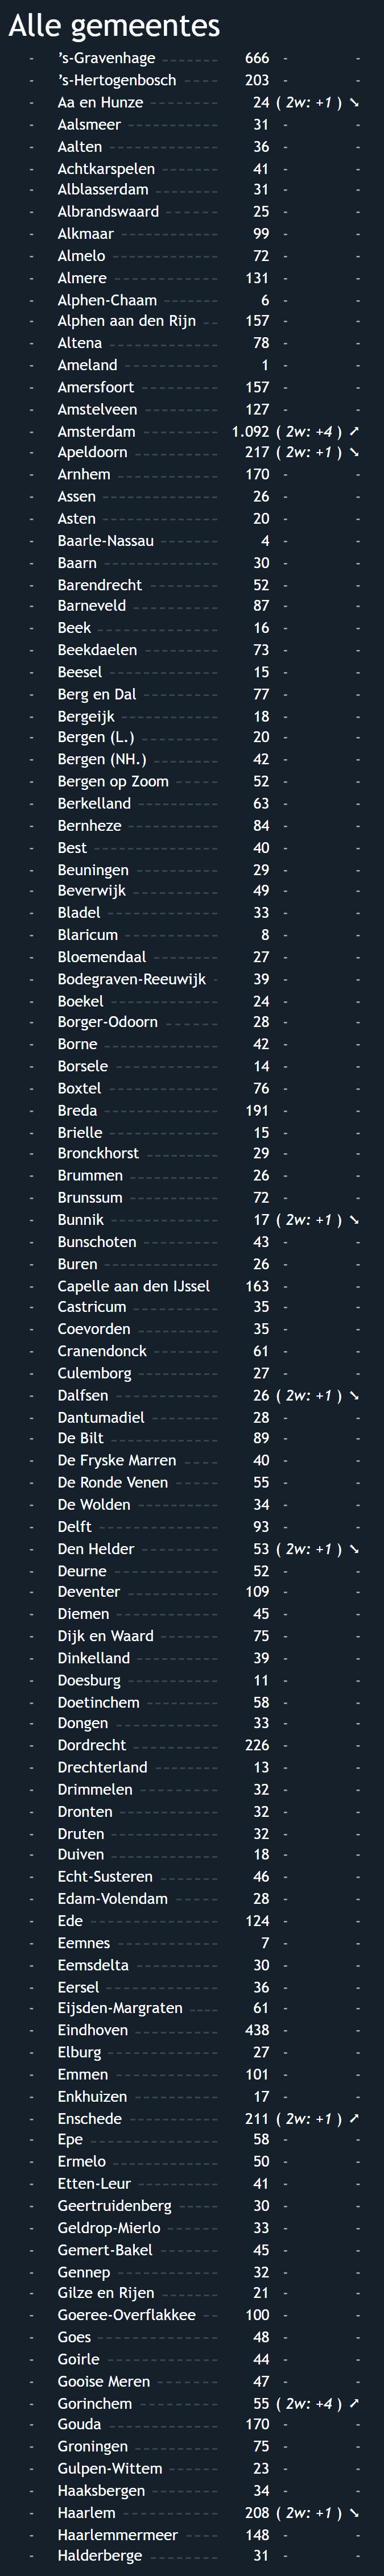 Alle gemeentes
- ’s-Gravenhage 666 - -
- ’s-Hertogenbosch 203 - -
- Aa en Hunze 24 ( 2w: +1 ) ➘
- Aalsmeer 31 - -
- Aalten 36 - -
- Achtkarspelen 41 - -
- Alblasserdam 31 - -
- Albrandswaard 25 - -
- Alkmaar 99 - -
- Almelo 72 - -
- Almere 131 - -
- Alphen-Chaam 6 - -
- Alphen aan den Rijn 157 - -
- Altena 78 - -
- Ameland 1 - -
- Amersfoort 157 - -
- Amstelveen 127 - -
- Amsterdam 1.092 ( 2w: +4 ) ➚
- Apeldoorn 217 ( 2w: +1 ) ➘
- Arnhem 170 - -
- Assen 26 - -
- Asten 20 - -
- Baarle-Nassau 4 - -
- Baarn 30 - -
- Barendrecht 52 - -
- Barneveld 87 - -
- Beek 16 - -
- Beekdaelen 73 - -
- Beesel 15 - -
- Berg en Dal 77 - -
- Bergeijk 18 - -
- Bergen (L.) 20 - -
- Bergen (NH.) 42 - -
- Bergen op Zoom 52 - -
- Berkelland 63 - -
- Bernheze 84 - -
- Best 40 - -
- Beuningen 29 - -
- Beverwijk 49 - -
- Bladel 33 - -
- Blaricum 8 - -
- Bloemendaal 27 - -
- Bodegraven-Reeuwijk 39 - -
- Boekel 24 - -
- Borger-Odoorn 28 - -
- Borne 42 - -
- Borsele 14 - -
- Boxtel 76 - -
- Breda 191 - -
- Brielle 15 - -
- Bronckhorst 29 - -
- Brummen 26 - -
- Brunssum 72 - -
- Bunnik 17 ( 2w: +1 ) ➘
- Bunschoten 43 - -
- Buren 26 - -
- Capelle aan den IJssel 163 - -
- Castricum 35 - -
- Coevorden 35 - -
- Cranendonck 61 - -
- Culemborg 27 - -
- Dalfsen 26 ( 2w: +1 ) ➘
- Dantumadiel 28 - -
- De Bilt 89 - -
- De Fryske Marren 40 - -
- De Ronde Venen 55 - -
- De Wolden 34 - -
- Delft 93 - -
- Den Helder 53 ( 2w: +1 ) ➘
- Deurne 52 - -
- Deventer 109 - -
- Diemen 45 - -
- Dijk en Waard 75 - -
- Dinkelland 39 - -
- Doesburg 11 - -
- Doetinchem 58 - -
- Dongen 33 - -
- Dordrecht 226 - -
- Drechterland 13 - -
- Drimmelen 32 - -
- Dronten 32 - -
- Druten 32 - -
- Duiven 18 - -
- Echt-Susteren 46 - -
- Edam-Volendam 28 - -
- Ede 124 - -
- Eemnes 7 - -
- Eemsdelta 30 - -
- Eersel 36 - -
- Eijsden-Margraten 61 - -
- Eindhoven 438 - -
- Elburg 27 - -
- Emmen 101 - -
- Enkhuizen 17 - -
- Enschede 211 ( 2w: +1 ) ➚
- Epe 58 - -
- Ermelo 50 - -
- Etten-Leur 41 - -
- Geertruidenberg 30 - -
- Geldrop-Mierlo 33 - -
- Gemert-Bakel 45 - -
- Gennep 32 - -
- Gilze en Rijen 21 - -
- Goeree-Overflakkee 100 - -
- Goes 48 - -
- Goirle 44 - -
- Gooise Meren 47 - -
- Gorinchem 55 ( 2w: +4 ) ➚
- Gouda 170 - -
- Groningen 75 - -
- Gulpen-Wittem 23 - -
- Haaksbergen 34 - -
- Haarlem 208 ( 2w: +1 ) ➘
- Haarlemmermeer 148 - -
- Halderberge 31 - -